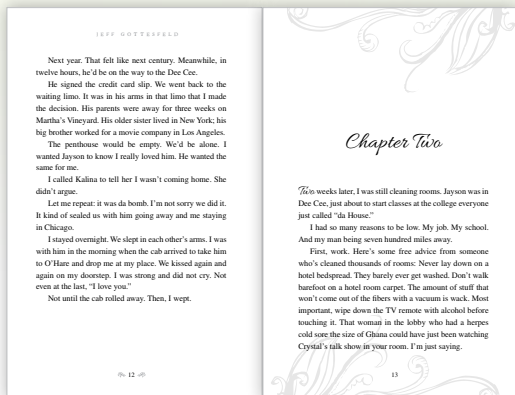 JEFF GOTTESFELD
Next year. That felt like next century. Meanwhile, in
twelve hours, he'd be on the way to the Dee Cee.
He signed the credit card slip. We went back to the
waiting limo. It was in his arms in that limo that I made
the decision. His parents were away for three weeks on
Martha's Vineyard. His older sister lived in New York; his
big brother worked for a movie company in Los Angeles.
The penthouse would be empty. We'd be alone. I
wanted Jayson to know I really loved him. He wanted the
same for me.
I called Kalina to tell her I wasn't coming home. She
didn't argue.
Let me repeat: it was da bomb. I'm not sorry we did it.
It kind of sealed us with him going away and me staying
in Chicago.
I stayed overnight. We slept in each other's arms. I was
with him in the morning when the cab arrived to take him
to O'Hare and drop me at my place. We kissed again and
again on my doorstep. I was strong and did not cry. Not
even at the last, "I love you."
Not until the cab rolled away. Then, I wept.
12
Chapter Two
Two weeks later, I was still cleaning rooms. Jayson was in
Dee Cee, just about to start classes at the college everyone
just called "da House."
I had so many reasons to be low. My job. My school.
And my man being seven hundred miles away.
First, work. Here's some free advice from someone
who's cleaned thousands of rooms: Never lay down on a
hotel bedspread. They barely ever get washed. Don't walk
barefoot on a hotel room carpet. The amount of stuff that
won't come out of the fibers with a vacuum is wack. Most
important, wipe down the TV remote with alcohol before
touching it. That woman in the lobby who had a herpes
cold sore the size of Ghana could have just been watching
Crystal's talk show in your room. I'm just saying.
13